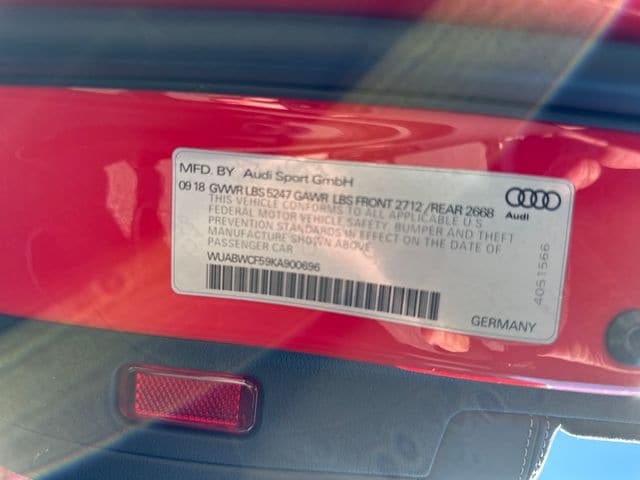 MFD. BY Audi Sport GmbH
09 18 GVWR LBS 5247 GAWR LBS FRONT 2712 / REAR 2668
THIS VEHICLE CONFORMS TO ALL APPLICABLE U S
FEDERAL MOTOR VEHICLE SAFETY, BUMPER AND THEFT
PREVENTION STANDARDS IN EFFECT ON THE DATE OF
MANUFACTURE SHOWN ABOVE
PASSENGER CAR
WUABWCF59KA900696
Audi
4051566
GERMANY